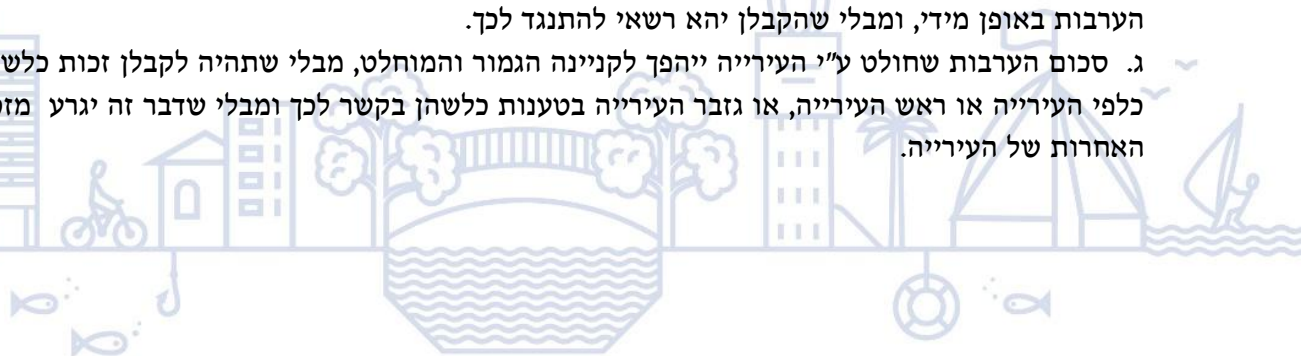 הערבות באופן מידי, ומבלי שהקבלן יהא רשאי להתנגד לכך.
ג. סכום הערבות שחולט ע"י העירייה ייהפך לקניינה הגמור והמוחלט, מבלי שתהיה לקבלן זכות
כלפי העירייה או ראש העירייה, או גזבר העירייה בטענות כלשהן בקשר לכך ומבלי שדבר זה יגרע
האחרות של העירייה.